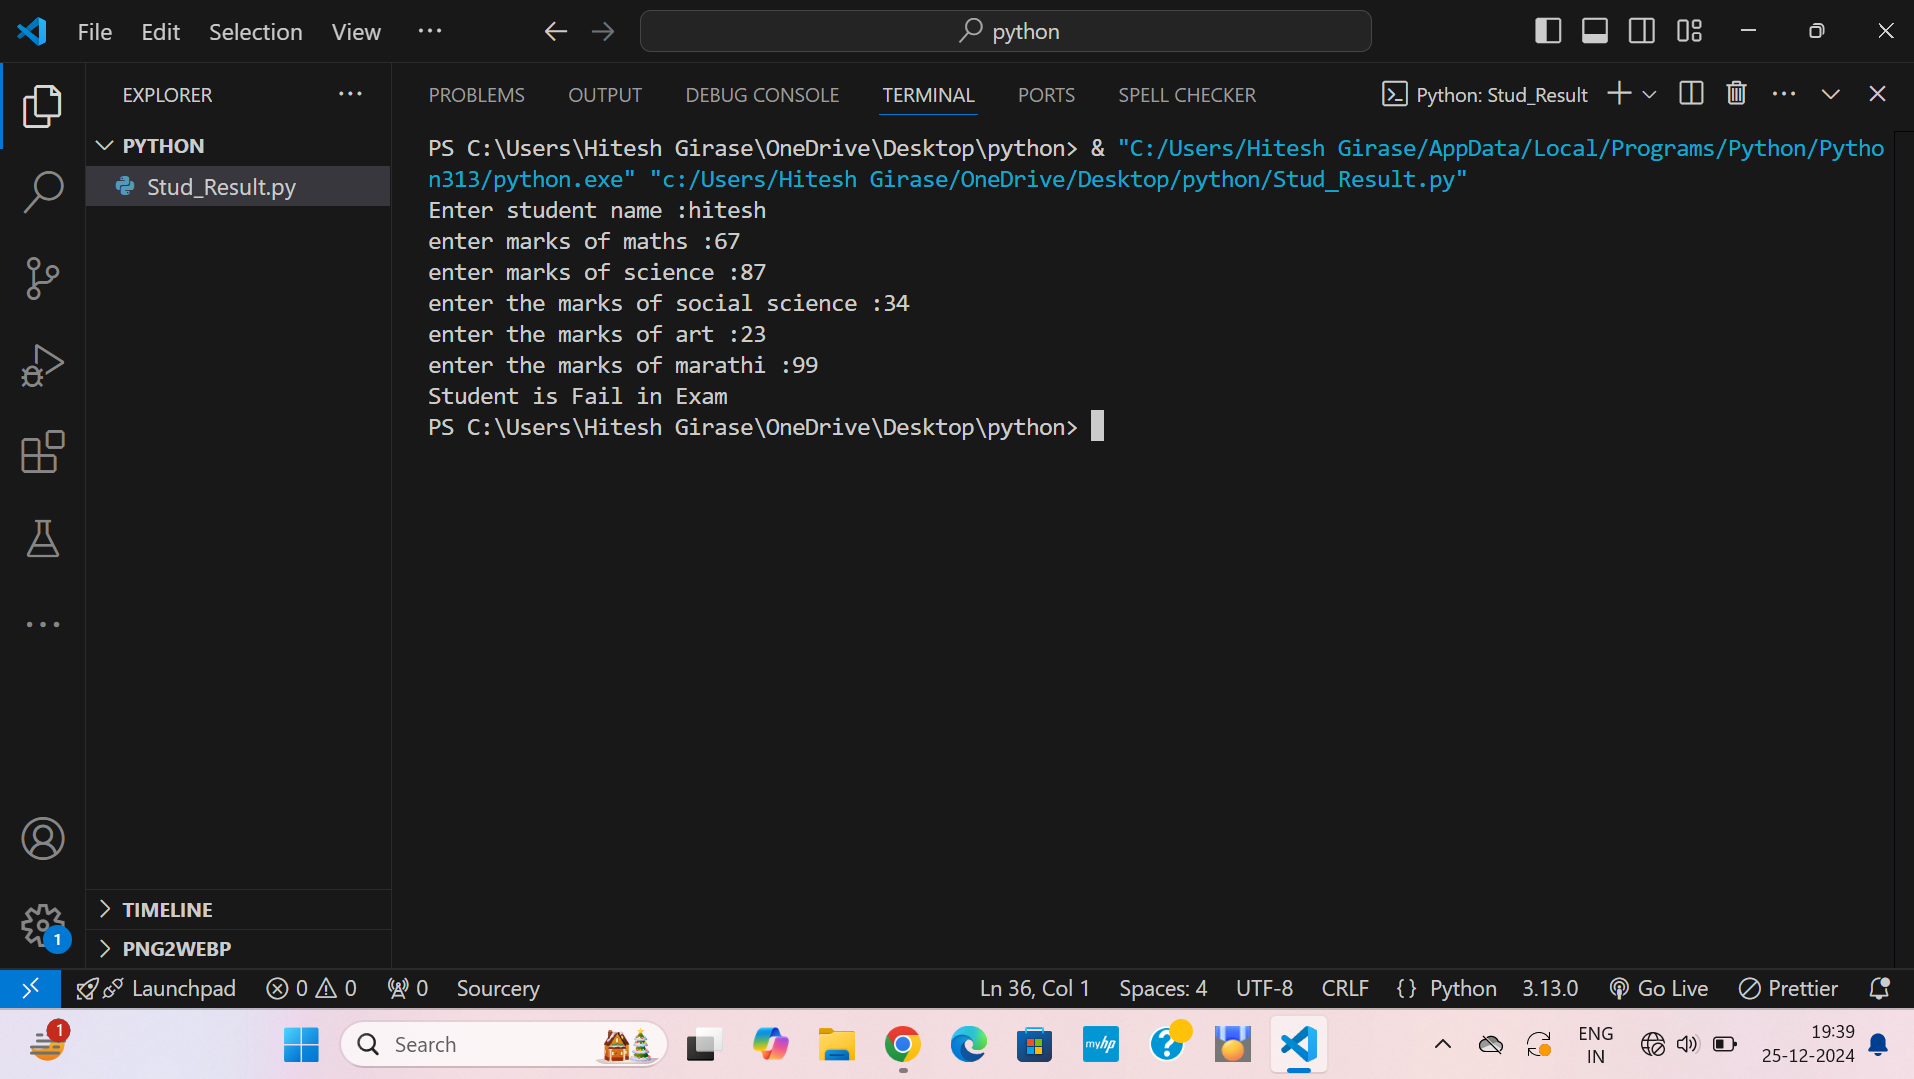 File Edit Selection View ··· python
EXPLORER ···
PROBLEMS OUTPUT DEBUG CONSOLE TERMINAL PORTS SPELL CHECKER Python: Stud_Result
PYTHON
Stud_Result.py
PS C:\Users\Hitesh Girase\OneDrive\Desktop\python> & "C:/Users/Hitesh Girase/AppData/Local/Programs/Python/Pytho
n313/python.exe" "c:/Users/Hitesh Girase/OneDrive/Desktop/python/Stud_Result.py"
Enter student name :hitesh
enter marks of maths :67
enter marks of science :87
enter the marks of social science :34
enter the marks of art :23
enter the marks of marathi :99
Student is Fail in Exam
PS C:\Users\Hitesh Girase\OneDrive\Desktop\python>
TIMELINE
1
PNG2WEBP
Launchpad 0 0 0 Sourcery Ln 36, Col 1 Spaces: 4 UTF-8 CRLF {} Python 3.13.0 Go Live Prettier
1 Search myhp ? ENG 19:39
IN 25-12-2024